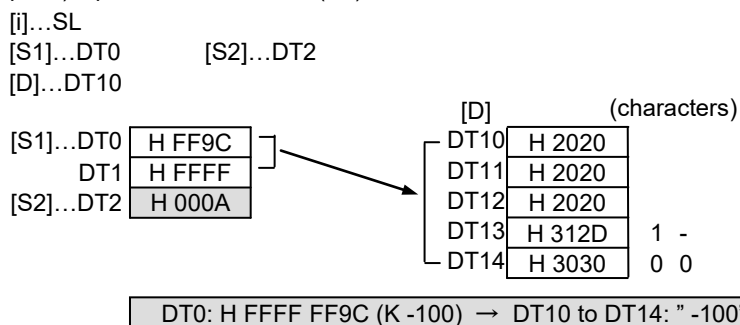 [i]…SL
[S1]…DT0 [S2]…DT2
[D]…DT10
[D] (characters)
[S1]…DT0 H FF9C DT10 H 2020
DT1 H FFFF DT11 H 2020
[S2]…DT2 H 000A DT12 H 2020
DT13 H 312D 1 -
DT14 H 3030 0 0
DT0: H FFFF FF9C (K -100) → DT10 to DT14: ” -100”